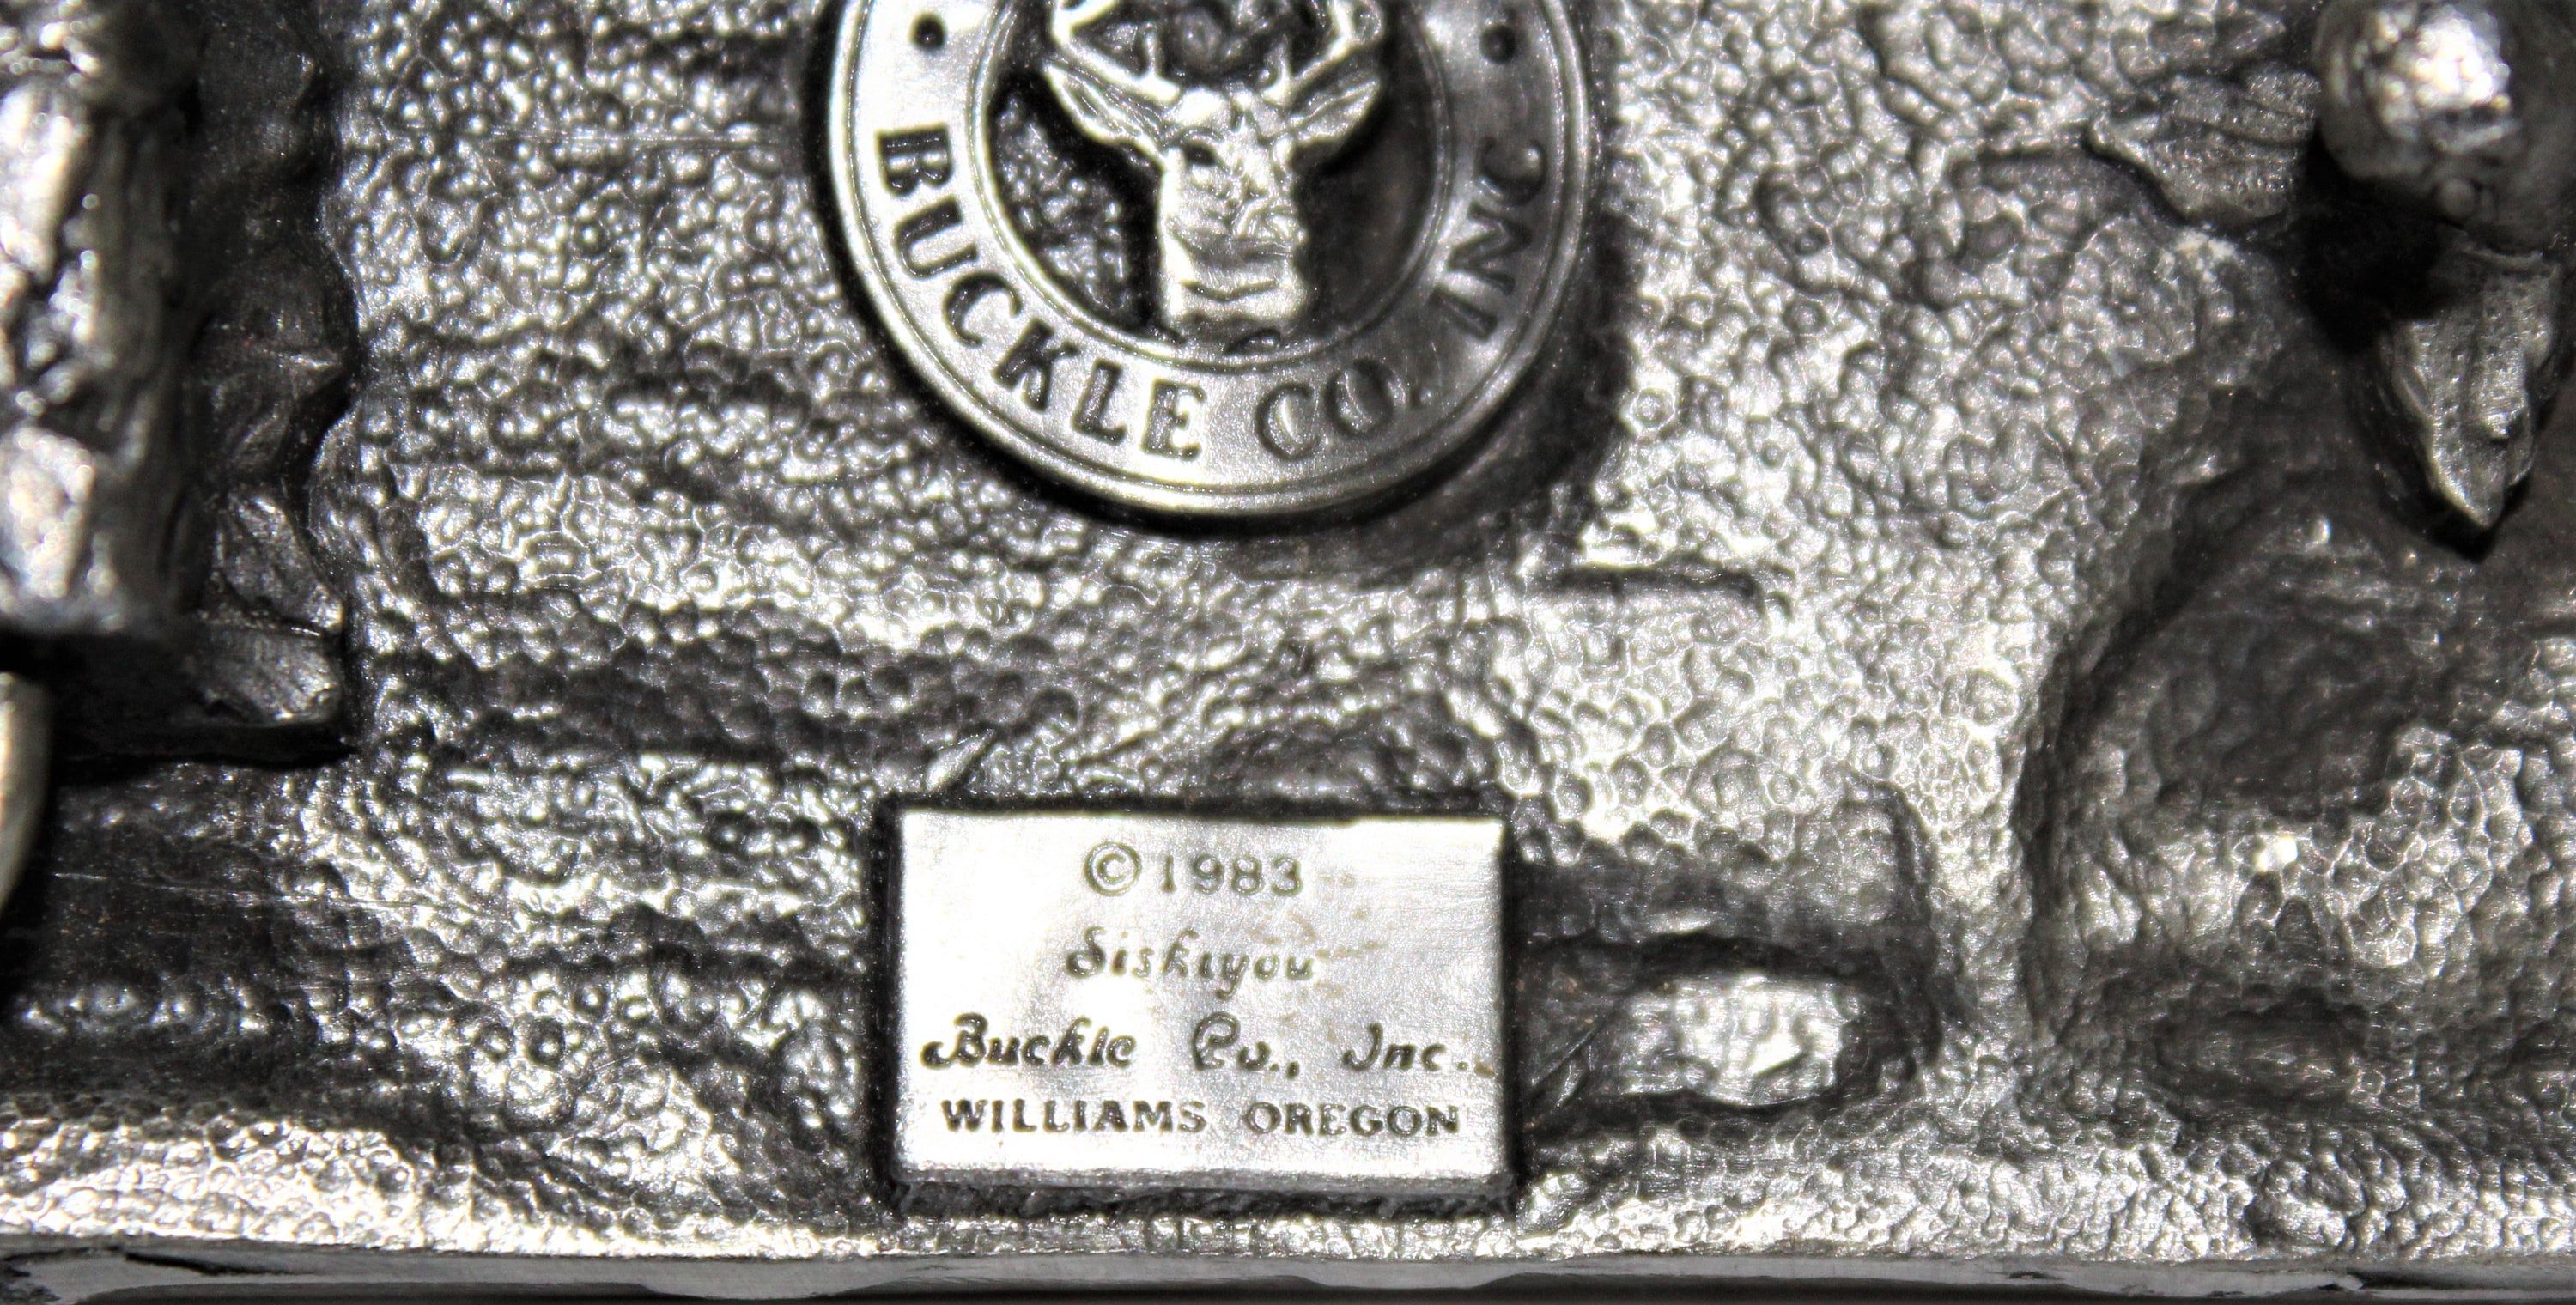 BUCKLE CO. INC
©1983
Siskiyou
Buckle Co., Inc.
WILLIAMS OREGON